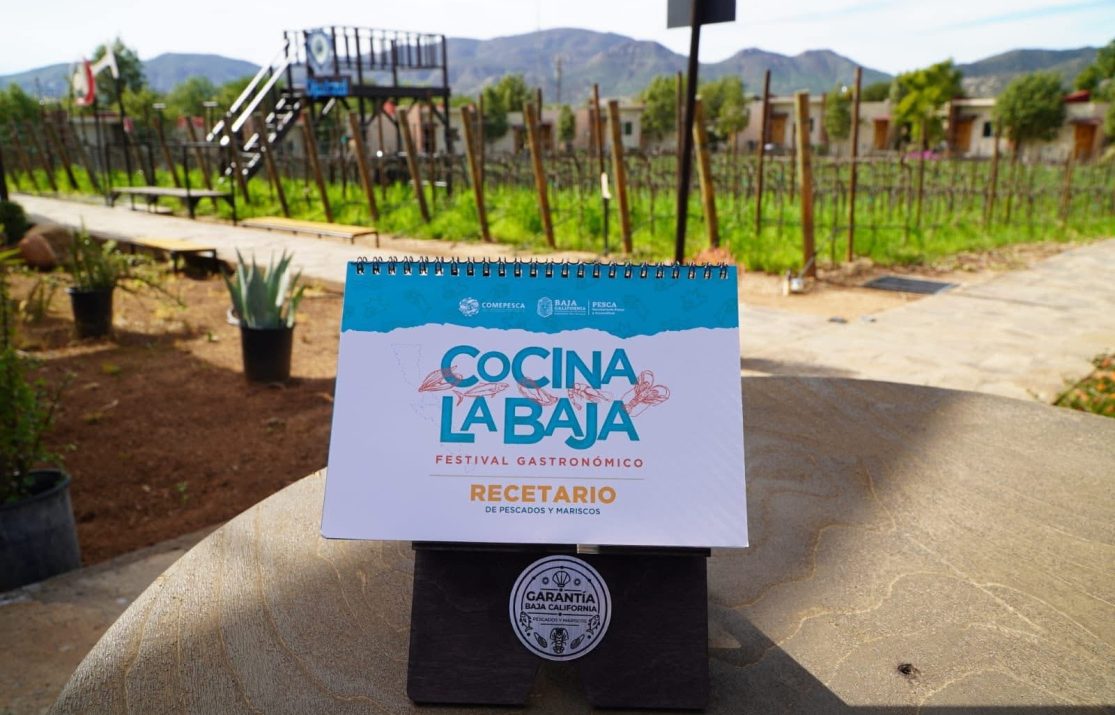 COMEPESCA
BAJA
CALIFORNIA
PESCA
COCINA
LA BAJA
FESTIVAL GASTRONÓMICO
RECETARIO
DE PESCADOS Y MARISCOS
GARANTÍA
BAJA CALIFORNIA
PESCADOS Y MARISCOS